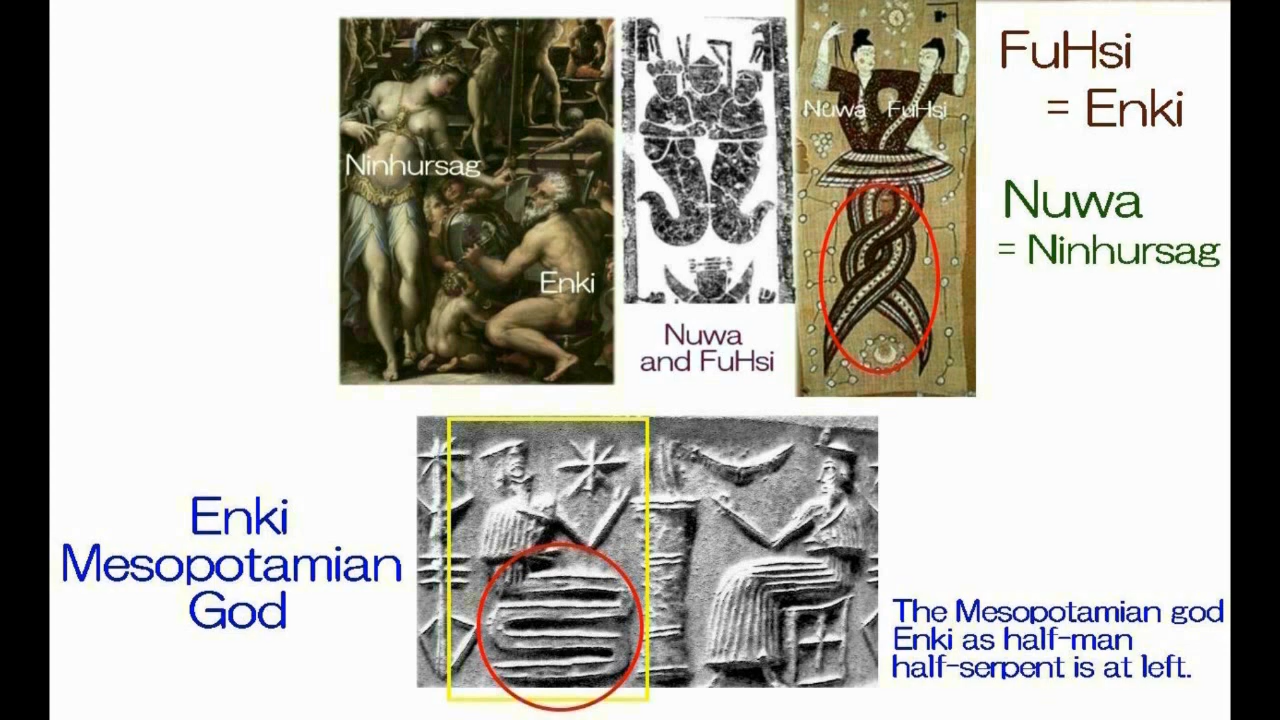 Ninhursag
Enki
Nuwa
and FuHsi
Nuwa FuHsi
FuHsi
= Enki
Nuwa
= Ninhursag
Enki
Mesopotamian
God
The Mesopotamian god
Enki as half-man
half-serpent is at left.